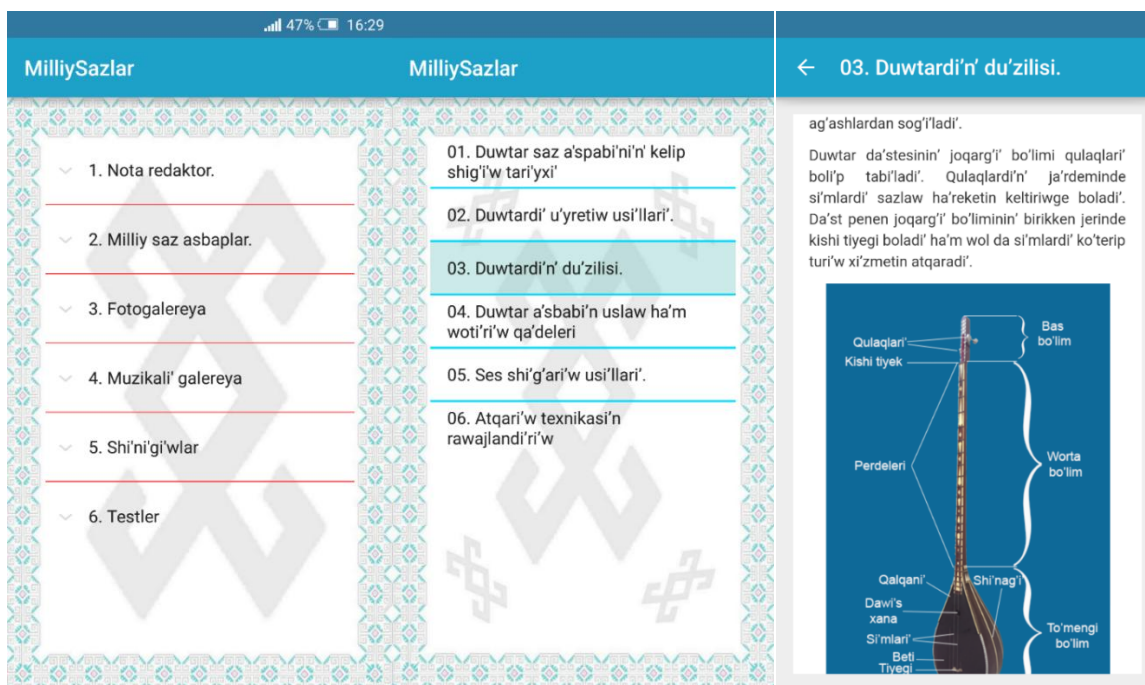 47% 16:29
MilliySazlar
1. Nota redaktor.
2. Milliy saz asbaplar.
3. Fotogalereya
4. Muzikali' galereya
5. Shi'ni'gi'wlar
6. Testler
MilliySazlar
01. Duwtar saz a'spabi'ni'n' kelip
shig'i'w tari'yxi'
02. Duwtardi' u'yretiw usi'llari'.
03. Duwtardi'n' du'zilisi.
04. Duwtar a'sbabi'n uslaw ha'm
woti'ri'w qa'deleri
05. Ses shi'g'ari'w usi'llari'.
06. Atqari'w texnikasi'n
rawajlandi'ri'w
03. Duwtardi'n' du'zilisi.
ag'ashlardan sog'i'ladi'.
Duwtar da'stesinin' joqarg'i' bo'limi qulaqlari'
boli'p tabi'ladi'. Qulaqlardi'n' ja'rdeminde
si'mlardi' sazlaw ha'reketin keltiriwge boladi'.
Da'st penen joqarg'i' bo'liminin' birikken jerinde
kishi tiyegi boladi' ha'm wol da si'mlardi' ko'terip
turi'w xi'zmetin atqaradi'.
Qulaqlari'
Kishi tiyek
Bas
bo'lim
Perdeleri
Worta
bo'lim
Qalqani'
Shi'nag'i
Dawi's
xana
Si'mlari'
Beti
Tiyegi
To'mengi
bo'lim